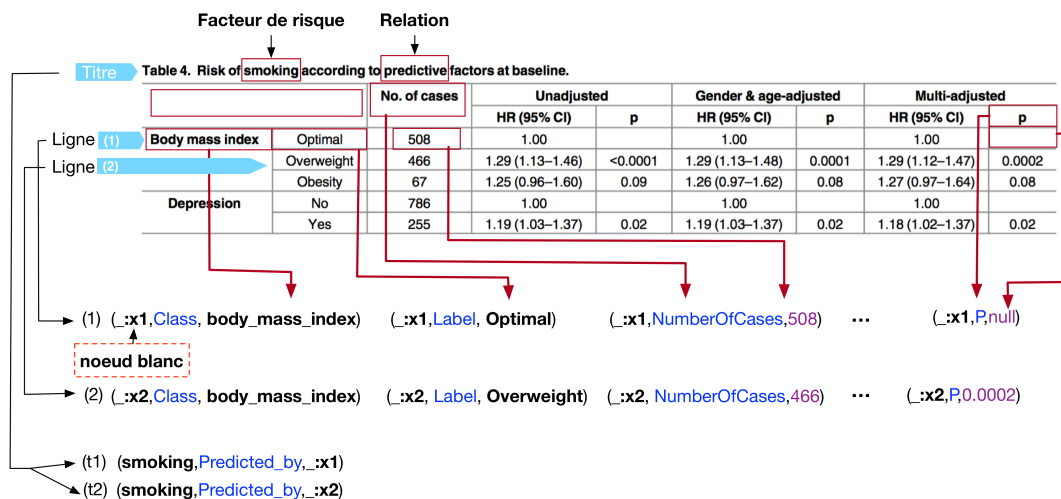 Facteur de risque Relation
Titre Table 4. Risk of smoking according to predictive factors at baseline.
No. of cases Unadjusted Gender & age-adjusted Multi-adjusted
HR (95% CI) p HR (95% CI) p HR (95% CI) p
Ligne (1) Body mass index Optimal 508 1.00 1.00 1.00
Ligne (2) Overweight 466 1.29 (1.13–1.46) <0.0001 1.29 (1.13–1.48) 0.0001 1.29 (1.12–1.47) 0.0002
Obesity 67 1.25 (0.96–1.60) 0.09 1.26 (0.97–1.62) 0.08 1.27 (0.97–1.64) 0.08
Depression No 786 1.00 1.00 1.00
Yes 255 1.19 (1.03–1.37) 0.02 1.19 (1.03–1.37) 0.02 1.18 (1.02–1.37) 0.02
(1) (_:x1,Class, body_mass_index) (_:x1,Label, Optimal) (_:x1,NumberOfCases,508) ... (_:x1,P,null)
noeud blanc
(2) (_:x2,Class, body_mass_index) (_:x2, Label, Overweight) (_:x2, NumberOfCases,466) ... (_:x2,P,0.0002)
(t1) (smoking,Predicted_by,_:x1)
(t2) (smoking,Predicted_by,_:x2)